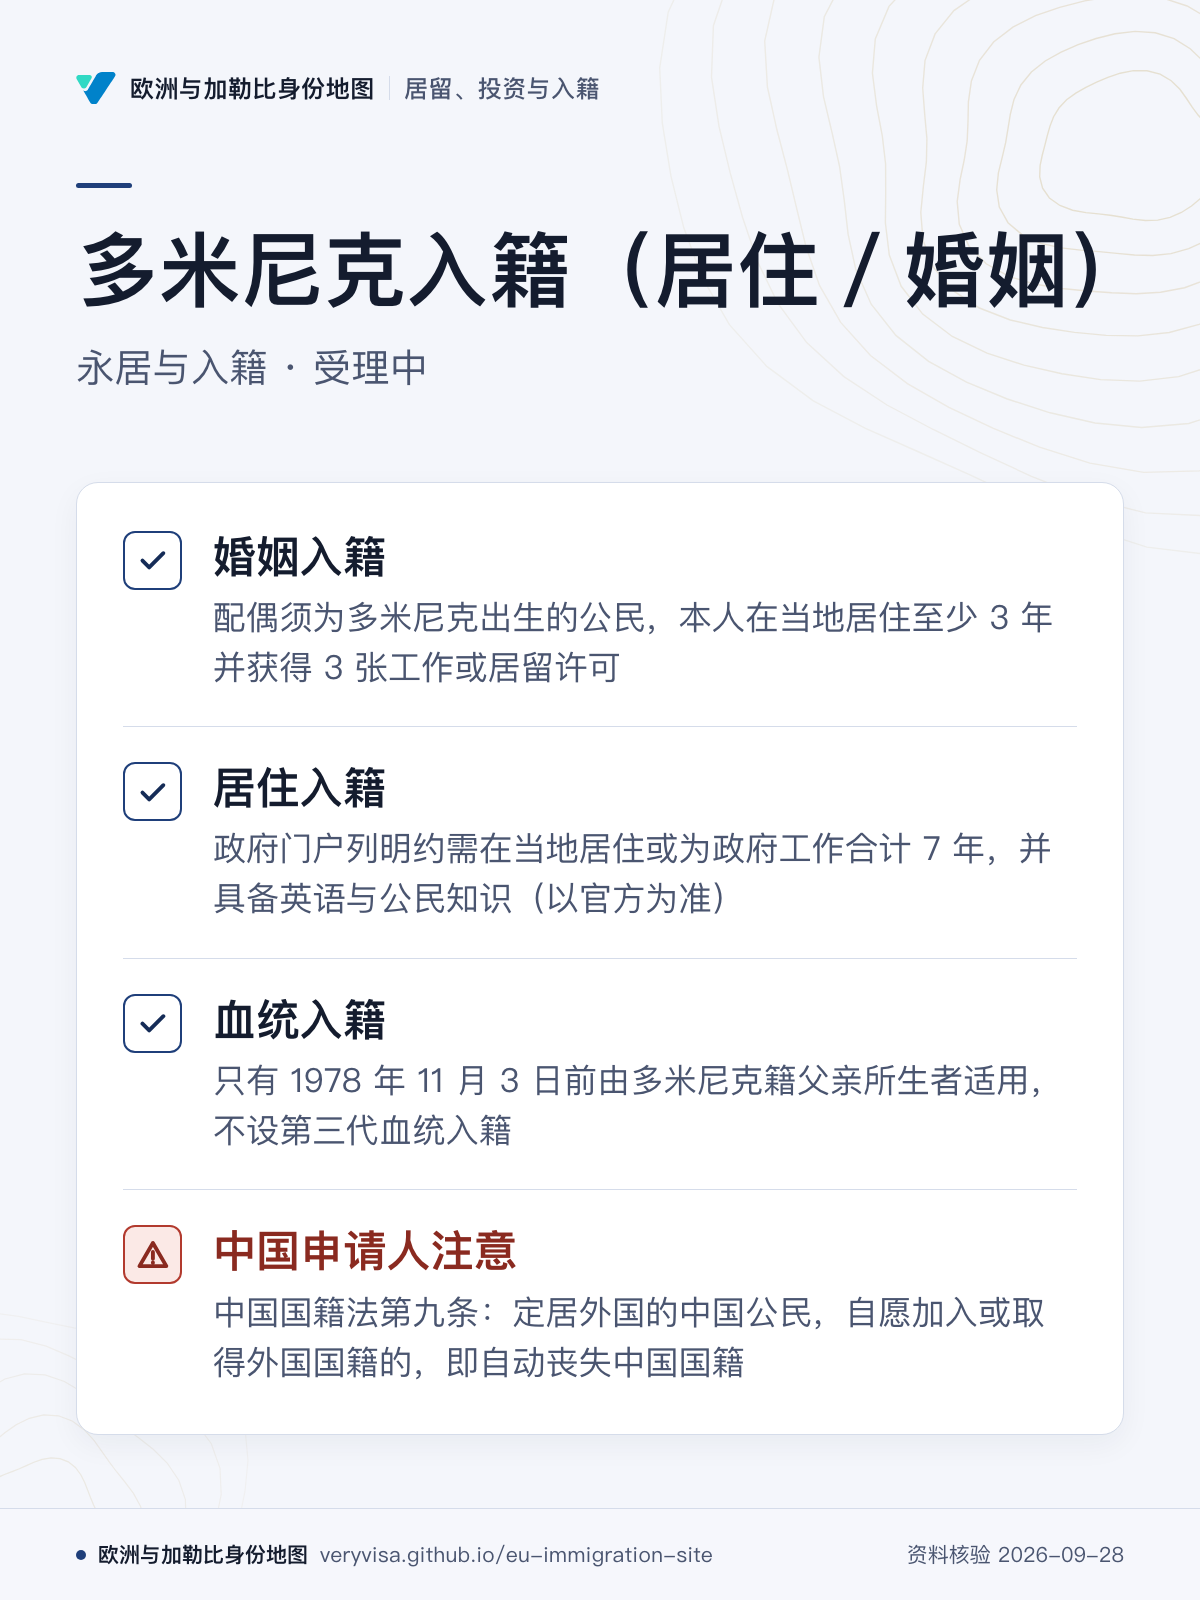 欧洲与加勒比身份地图 居留、投资与入籍
多米尼克入籍（居住 / 婚姻）
永居与入籍 · 受理中
婚姻入籍
配偶须为多米尼克出生的公民，本人在当地居住至少 3 年
并获得 3 张工作或居留许可
居住入籍
政府门户列明约需在当地居住或为政府工作合计 7 年，并
具备英语与公民知识（以官方为准）
血统入籍
只有 1978 年 11 月 3 日前由多米尼克籍父亲所生者适用，
不设第三代血统入籍
中国申请人注意
中国国籍法第九条：定居外国的中国公民，自愿加入或取
得外国国籍的，即自动丧失中国国籍
欧洲与加勒比身份地图 veryvisa.github.io/eu-immigration-site 资料核验 2026-09-28